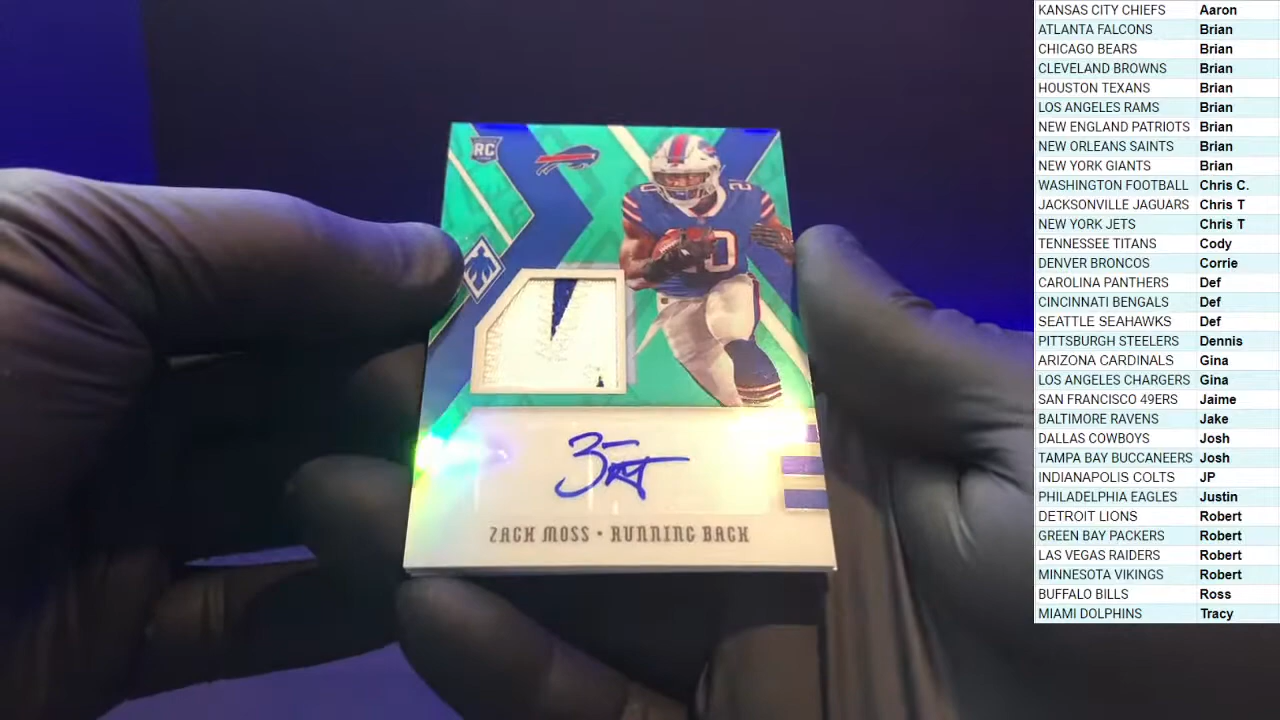 RC
20
20
ZACK MOSS • RUNNING BACK
KANSAS CITY CHIEFS Aaron
ATLANTA FALCONS Brian
CHICAGO BEARS Brian
CLEVELAND BROWNS Brian
HOUSTON TEXANS Brian
LOS ANGELES RAMS Brian
NEW ENGLAND PATRIOTS Brian
NEW ORLEANS SAINTS Brian
NEW YORK GIANTS Brian
WASHINGTON FOOTBALL Chris C.
JACKSONVILLE JAGUARS Chris T
NEW YORK JETS Chris T
TENNESSEE TITANS Cody
DENVER BRONCOS Corrie
CAROLINA PANTHERS Def
CINCINNATI BENGALS Def
SEATTLE SEAHAWKS Def
PITTSBURGH STEELERS Dennis
ARIZONA CARDINALS Gina
LOS ANGELES CHARGERS Gina
SAN FRANCISCO 49ERS Jaime
BALTIMORE RAVENS Jake
DALLAS COWBOYS Josh
TAMPA BAY BUCCANEERS Josh
INDIANAPOLIS COLTS JP
PHILADELPHIA EAGLES Justin
DETROIT LIONS Robert
GREEN BAY PACKERS Robert
LAS VEGAS RAIDERS Robert
MINNESOTA VIKINGS Robert
BUFFALO BILLS Ross
MIAMI DOLPHINS Tracy